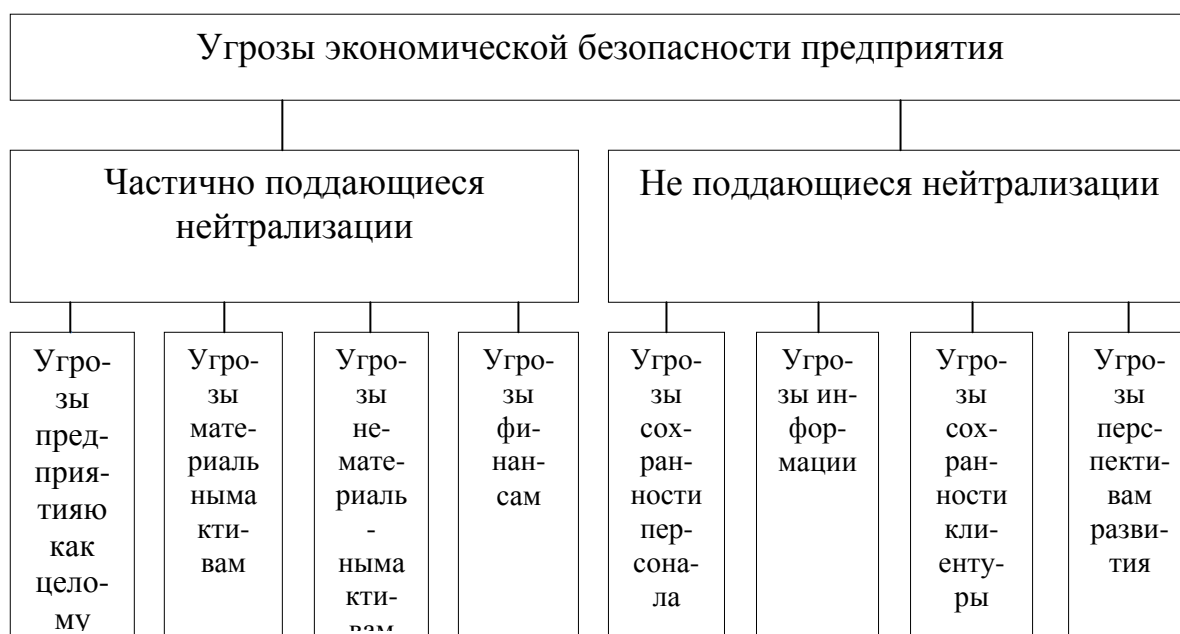 Угрозы экономической безопасности предприятия
Частично поддающиеся
нейтрализации
Не поддающиеся нейтрализации
Угро-
зы
пред-
прия-
тияю
как
цело-
му
Угро-
зы
мате-
риаль
ныма
кти-
вам
Угро-
зы
не-
мате-
риаль
-
ныма
кти-
вам
Угро-
зы
фи-
нан-
сам
Угро-
зы
сох-
ран-
ности
пер-
сона-
ла
Угро-
зы ин-
фор-
мации
Угро-
зы
сох-
ран-
ности
кли-
енту-
ры
Угро-
зы
перс-
пекти-
вам
разви-
тия